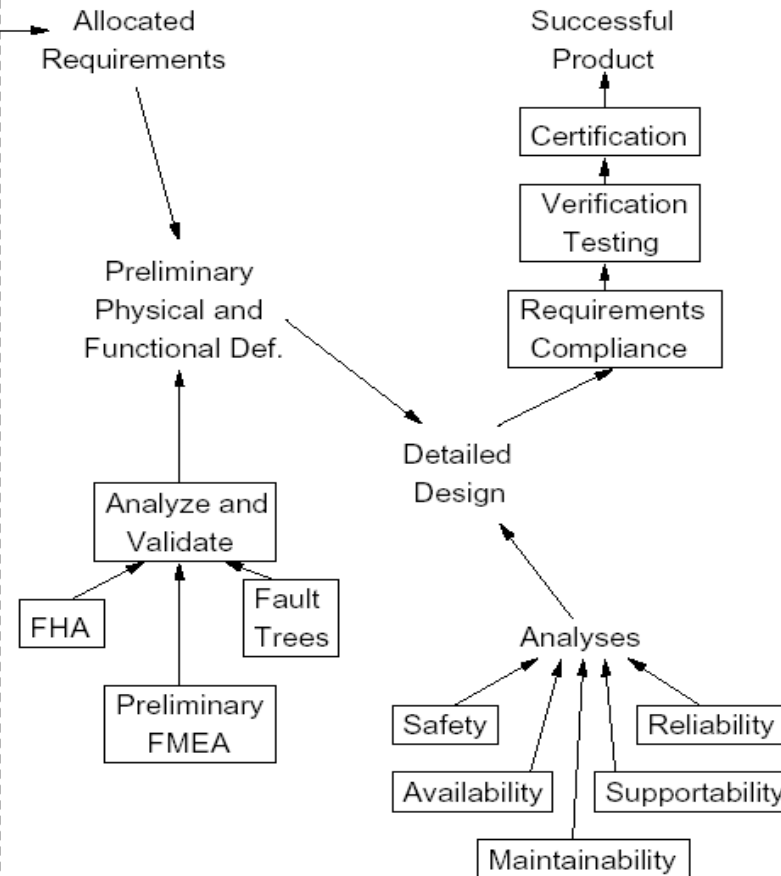 Allocated
Requirements
Successful
Product
Certification
Verification
Testing
Requirements
Compliance
Preliminary
Physical and
Functional Def.
Detailed
Design
Analyze and
Validate
FHA
Fault
Trees
Preliminary
FMEA
Analyses
Safety
Reliability
Availability
Supportability
Maintainability